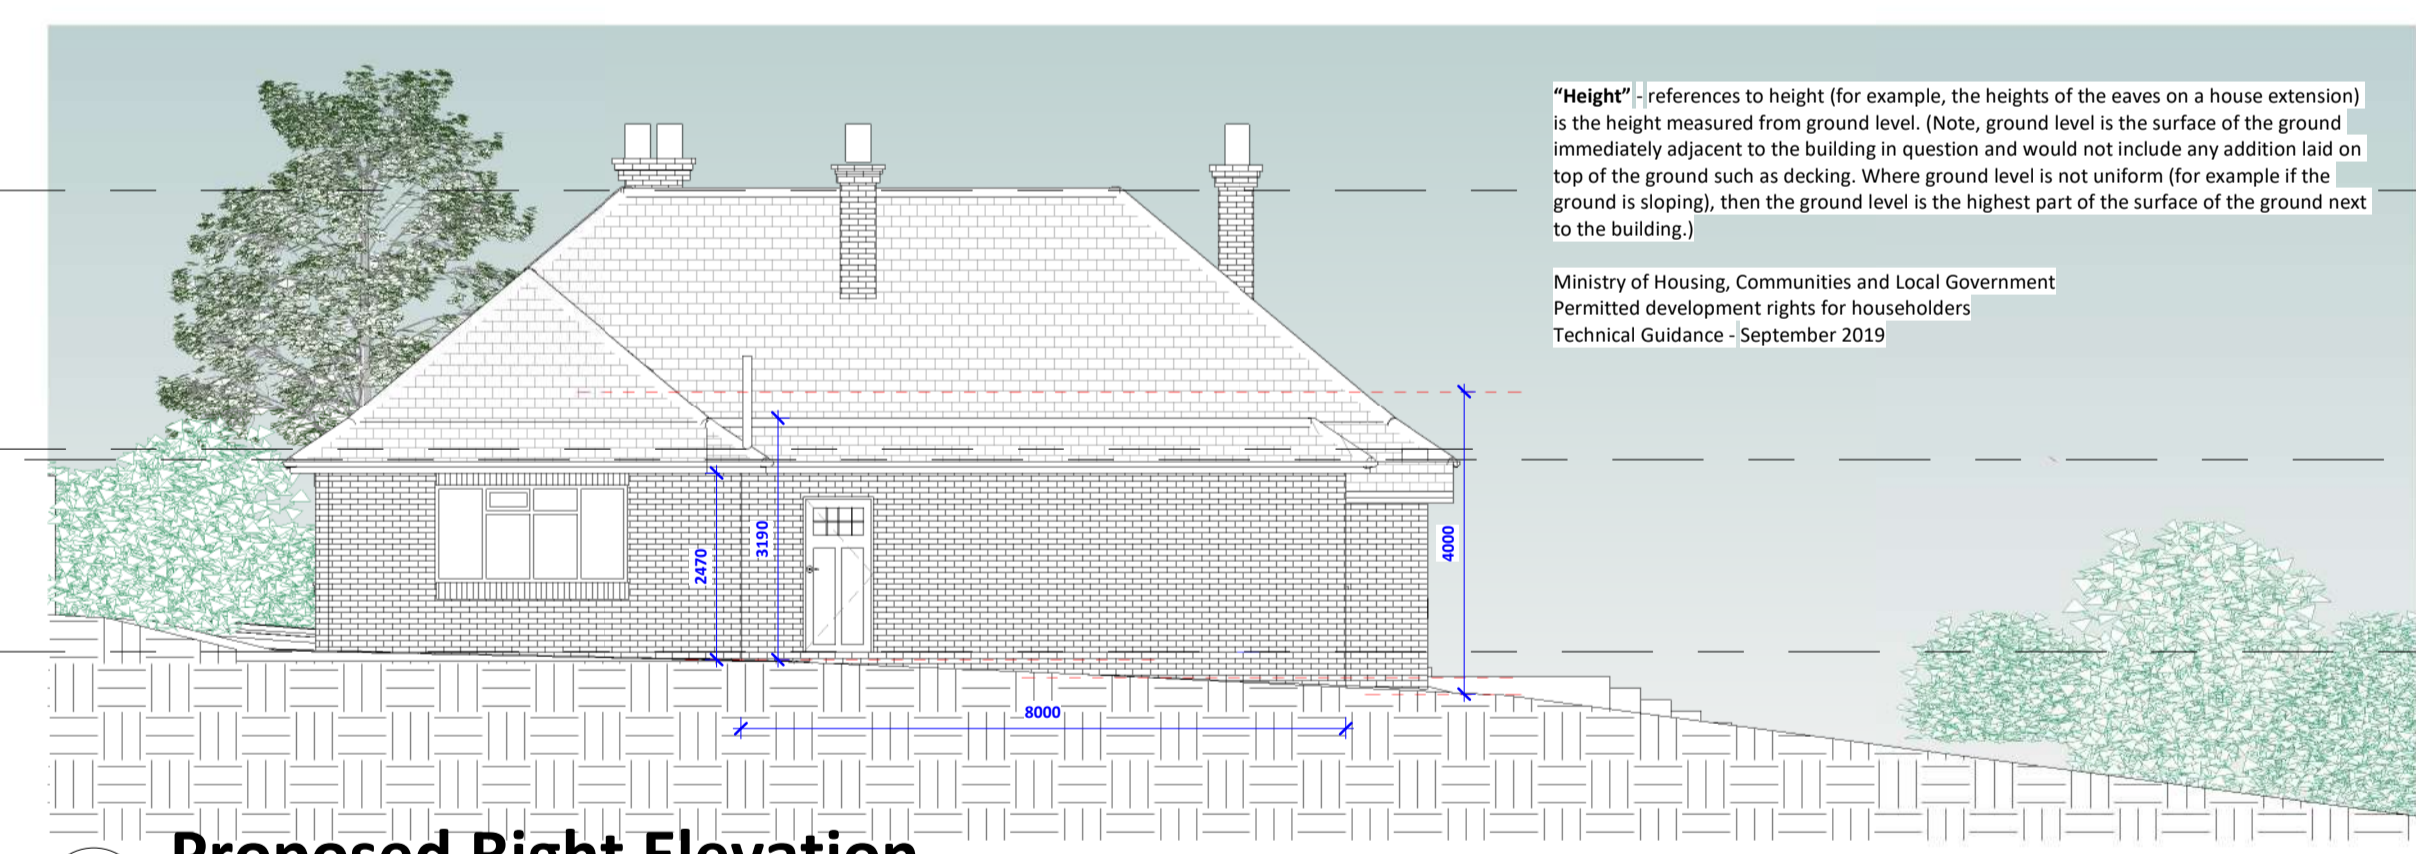 “Height” - references to height (for example, the heights of the eaves on a house extension)
is the height measured from ground level. (Note, ground level is the surface of the ground
immediately adjacent to the building in question and would not include any addition laid on
top of the ground such as decking. Where ground level is not uniform (for example if the
ground is sloping), then the ground level is the highest part of the surface of the ground next
to the building.)
Ministry of Housing, Communities and Local Government
Permitted development rights for householders
Technical Guidance - September 2019
2470
3190
4000
8000
Proposed Right Elevation